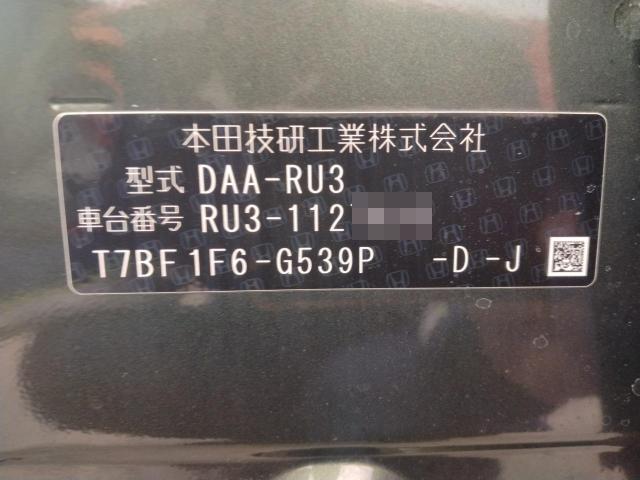 本田技研工業株式会社
型式 DAA-RU3
車台番号 RU3-112
T7BF1F6-G539P -D-J